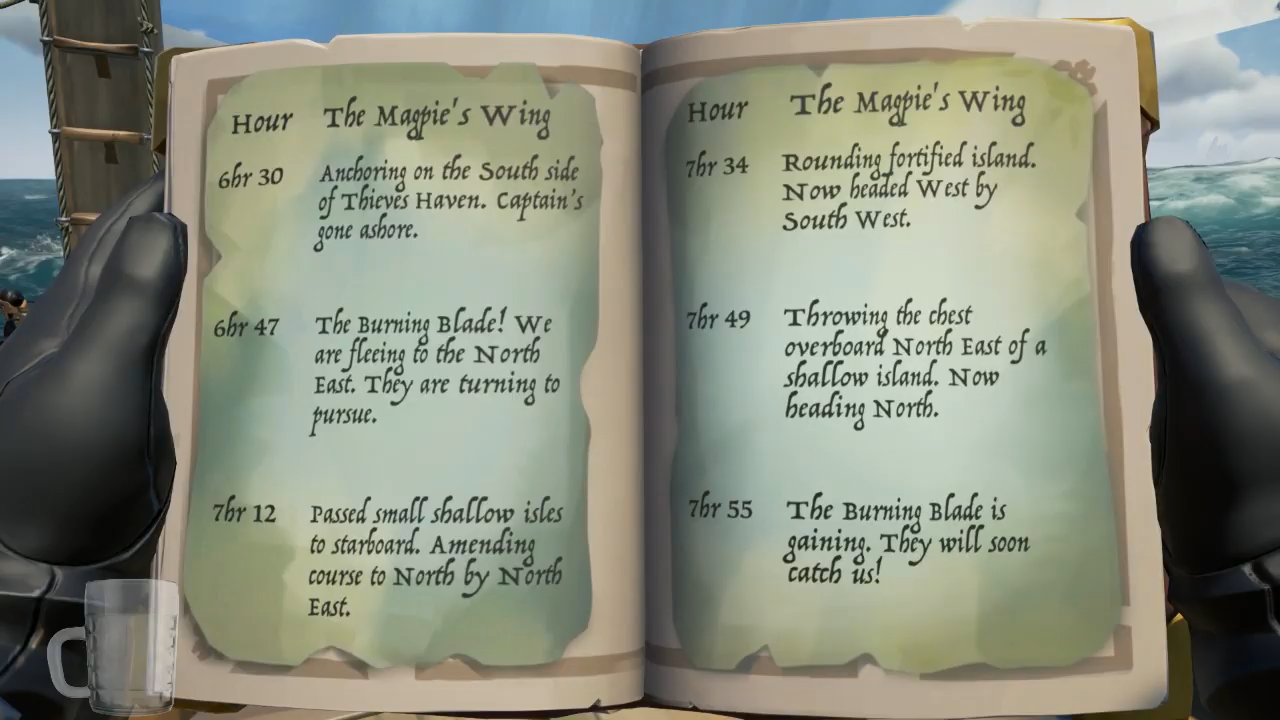 Hour The Magpie's Wing
6hr 30 Anchoring on the South side
of Thieves Haven. Captain's
gone ashore.
6hr 47 The Burning Blade! We
are fleeing to the North
East. They are turning to
pursue.
7hr 12 Passed small shallow isles
to starboard. Amending
course to North by North
East.
Hour The Magpie's Wing
7hr 34 Rounding fortified island.
Now headed West by
South West.
7hr 49 Throwing the chest
overboard North East of a
shallow island. Now
heading North.
7hr 55 The Burning Blade is
gaining. They will soon
catch us!